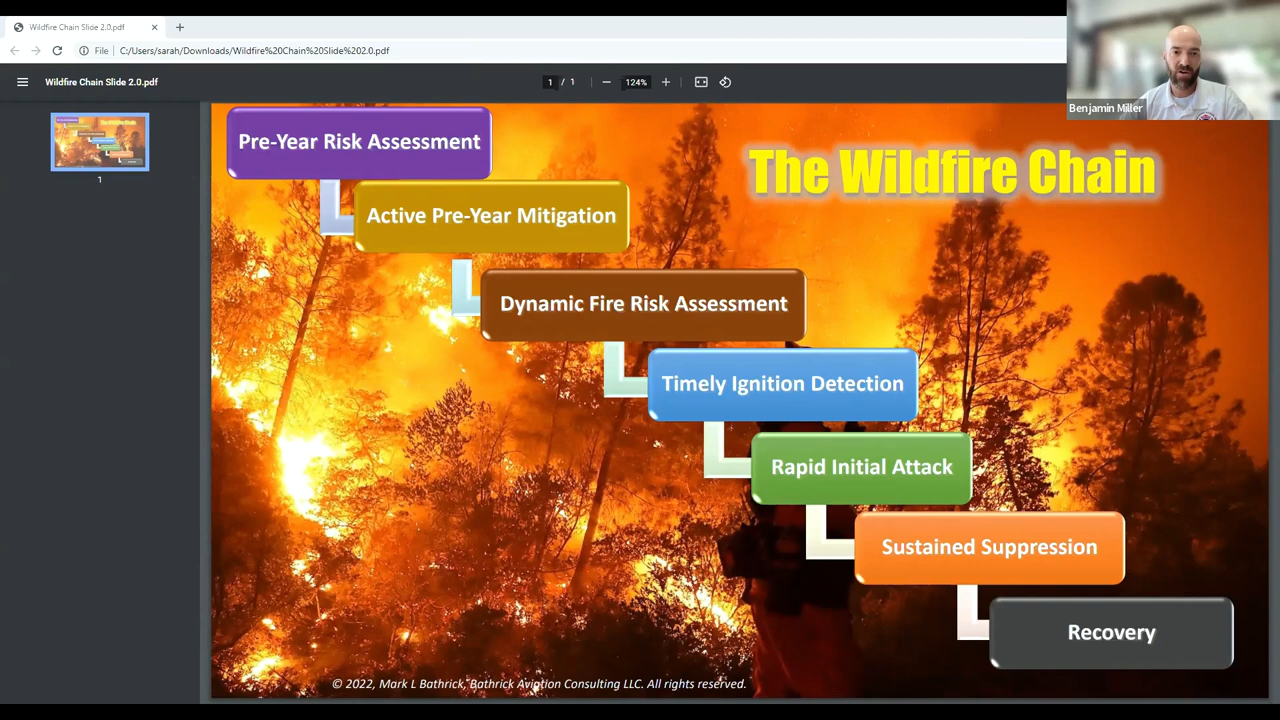 Wildfire Chain Slide 2.0.pdf
File
C:/Users/sarah/Downloads/Wildfire%20Chain%20Slide%202.0.pdf
Wildfire Chain Slide 2.0.pdf
1 / 1
124%
Benjamin Miller
1
The Wildfire Chain
Pre-Year Risk Assessment
Active Pre-Year Mitigation
Dynamic Fire Risk Assessment
Timely Ignition Detection
Rapid Initial Attack
Sustained Suppression
Recovery
© 2022, Mark L Bathrick, Bathrick Aviation Consulting LLC. All rights reserved.